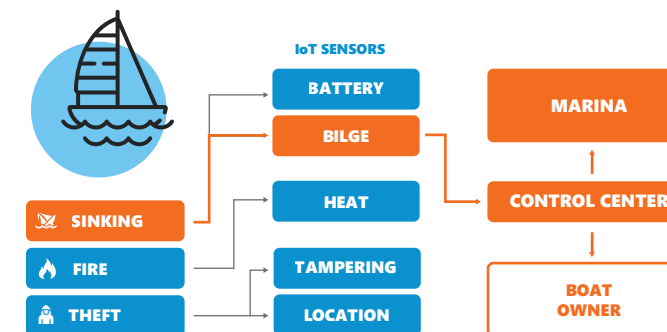 IoT SENSORS
BATTERY
BILGE
HEAT
TAMPERING
LOCATION
SINKING
FIRE
THEFT
MARINA
CONTROL CENTER
BOAT
OWNER